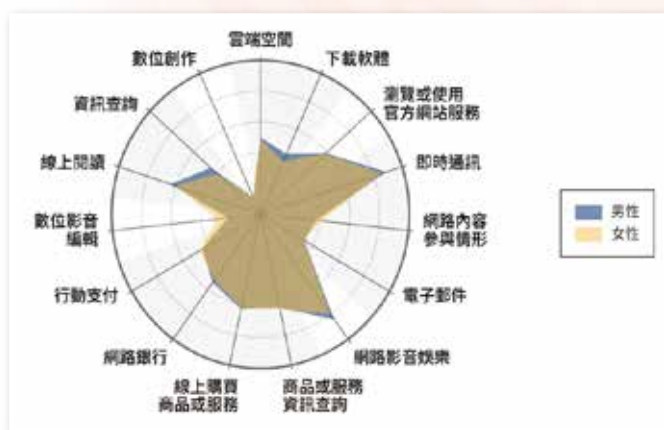 雲端空間
下載軟體
瀏覽或使用
官方網站服務
即時通訊
網路內容
參與情形
電子郵件
網路影音娛樂
商品或服務
資訊查詢
線上購買
商品或服務
網路銀行
行動支付
數位影音
編輯
線上閱讀
資訊查詢
數位創作
男性
女性